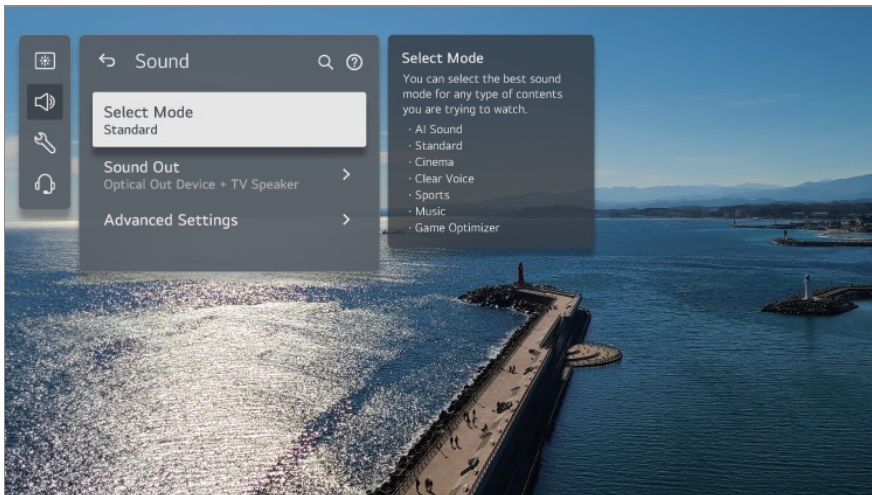 Sound
Select Mode
Standard
Sound Out
Optical Out Device + TV Speaker
Advanced Settings
Select Mode
You can select the best sound
mode for any type of contents
you are trying to watch.
· AI Sound
· Standard
· Cinema
· Clear Voice
· Sports
· Music
· Game Optimizer